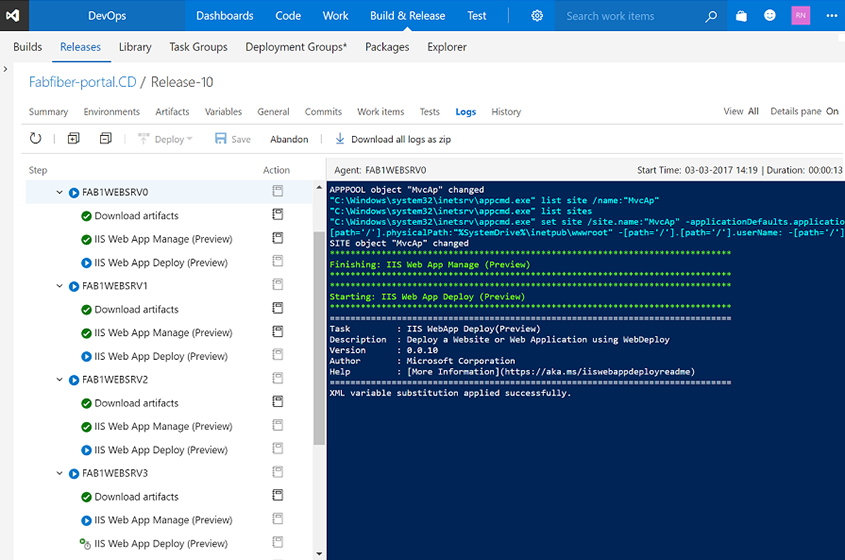 DevOps Dashboards Code Work Build & Release Test Search work items RN
Builds Releases Library Task Groups Deployment Groups* Packages Explorer
Fabfiber-portal.CD / Release-10
Summary Environments Artifacts Variables General Commits Work items Tests Logs History View All Details pane On
Deploy Save Abandon Download all logs as zip
Step Action
FAB1WEBSRV0
Download artifacts
IIS Web App Manage (Preview)
IIS Web App Deploy (Preview)
FAB1WEBSRV1
Download artifacts
IIS Web App Manage (Preview)
IIS Web App Deploy (Preview)
FAB1WEBSRV2
Download artifacts
IIS Web App Manage (Preview)
IIS Web App Deploy (Preview)
FAB1WEBSRV3
Download artifacts
IIS Web App Manage (Preview)
IIS Web App Deploy (Preview)
Agent: FAB1WEBSRV0 Start Time: 03-03-2017 14:19 | Duration: 00:00:13
APPPOOL object "MvcAp" changed
"C:\Windows\system32\inetsrv\appcmd.exe" list site /name:"MvcAp"
"C:\Windows\system32\inetsrv\appcmd.exe" list sites
"C:\Windows\system32\inetsrv\appcmd.exe" set site /site.name:"MvcAp" -applicationDefaults.applicatio
[path='/'].physicalPath:"%SystemDrive%\inetpub\wwwroot" -[path='/'].[path='/'].userName: -[path='/']
SITE object "MvcAp" changed
******************************************************************************
Finishing: IIS Web App Manage (Preview)
******************************************************************************
******************************************************************************
Starting: IIS Web App Deploy (Preview)
******************************************************************************
==============================================================================
Task : IIS WebApp Deploy(Preview)
Description : Deploy a Website or Web Application using WebDeploy
Version : 0.0.10
Author : Microsoft Corporation
Help : [More Information](https://aka.ms/iiswebappdeployreadme)
==============================================================================
XML variable substitution applied successfully.